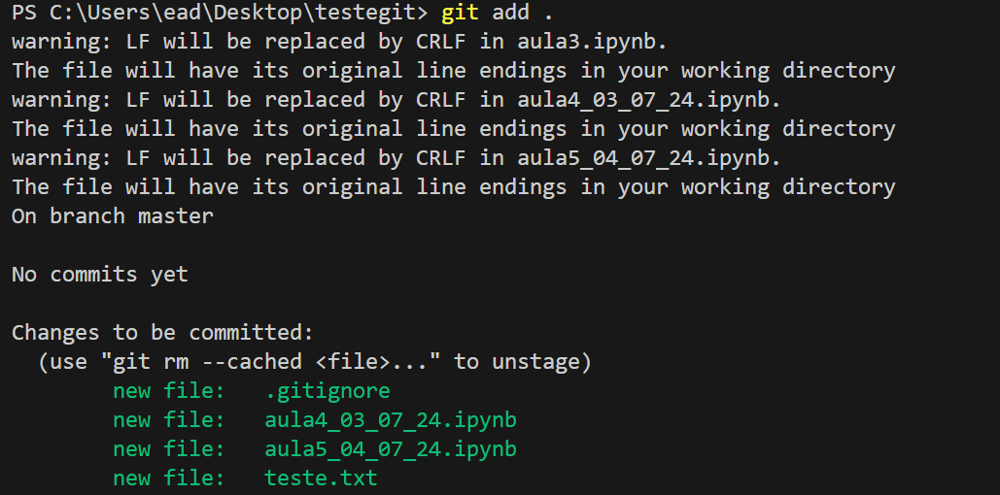 PS C:\Users\ead\Desktop\testegit> git add .
warning: LF will be replaced by CRLF in aula3.ipynb.
The file will have its original line endings in your working directory
warning: LF will be replaced by CRLF in aula4_03_07_24.ipynb.
The file will have its original line endings in your working directory
warning: LF will be replaced by CRLF in aula5_04_07_24.ipynb.
The file will have its original line endings in your working directory
On branch master
No commits yet
Changes to be committed:
(use "git rm --cached <file>..." to unstage)
new file: .gitignore
new file: aula4_03_07_24.ipynb
new file: aula5_04_07_24.ipynb
new file: teste.txt